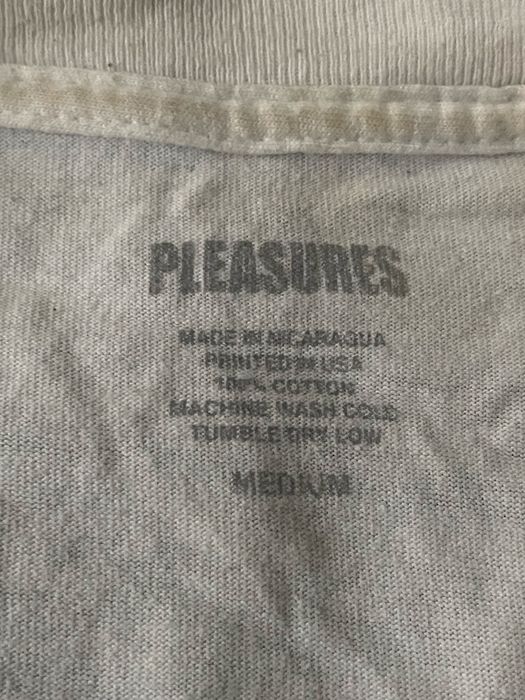 PLEASURES
MADE IN NICARAGUA
PRINTED IN USA
100% COTTON
MACHINE WASH COLD
TUMBLE DRY LOW
MEDIUM